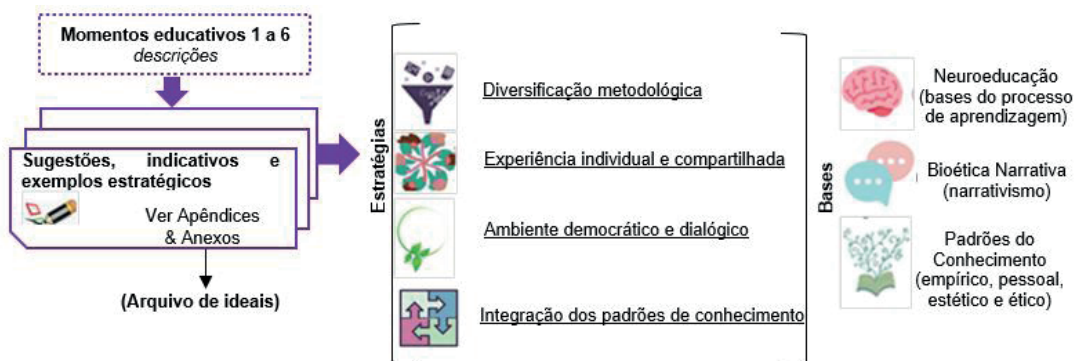 Momentos educativos 1 a 6
descrições
Sugestões, indicativos e
exemplos estratégicos
Ver Apêndices
& Anexos
(Arquivo de ideais)
Estratégias
Diversificação metodológica
Experiência individual e compartilhada
Ambiente democrático e dialógico
Integração dos padrões de conhecimento
Bases
Neuroeducação
(bases do processo
de aprendizagem)
Bioética Narrativa
(narrativismo)
Padrões do
Conhecimento
(empírico, pessoal,
estético e ético)